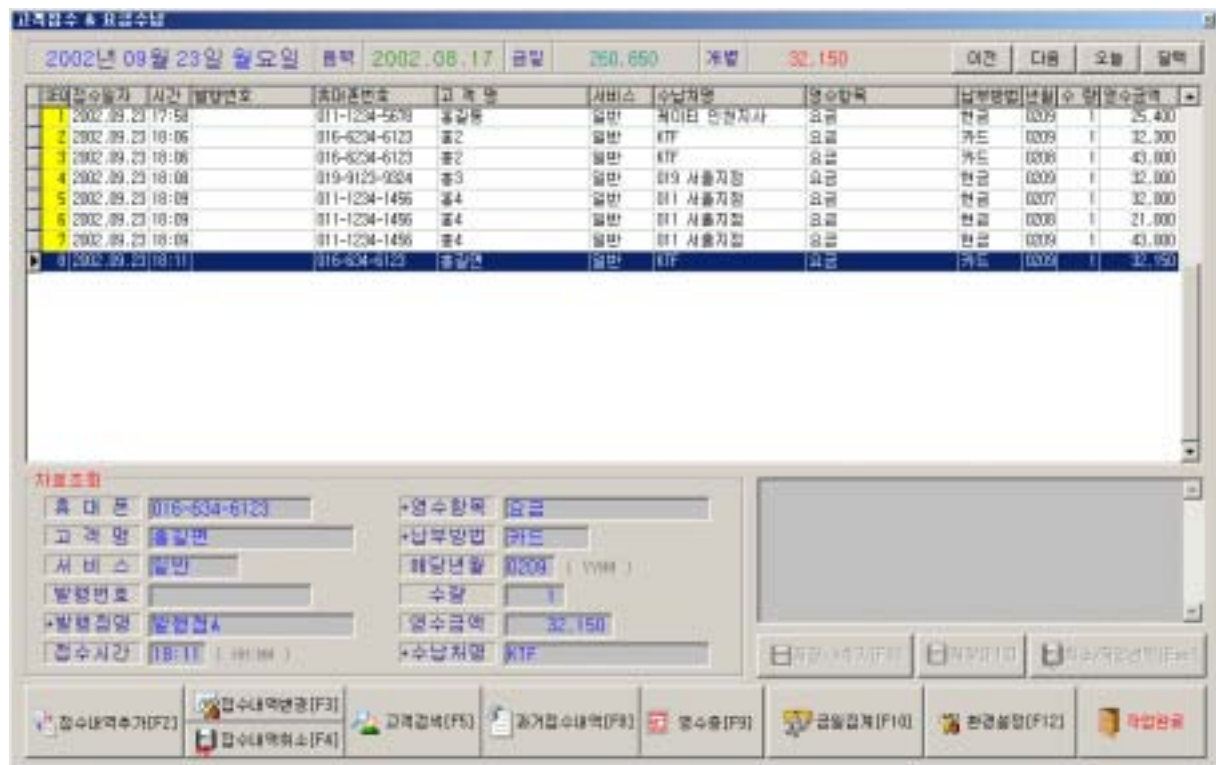 고객접수 & 요금수납
2002년 09월 23일 월요일 음력 2002.08.17 금일 260,650 개별 32,150 이전 다음 오늘 달력
접수일자 시간 발행번호 휴대폰번호 고 객 명 서비스 수납처명 영수항목 납부방법 년월 수 량 영수금액
1 2002.09.23 17:58 011-1234-5678 홍길동 일반 케이티 인천지사 요금 현금 0209 1 25,400
2 2002.09.23 18:06 016-6234-6123 홍2 일반 KTF 요금 카드 0209 1 32,300
3 2002.09.23 18:06 016-6234-6123 홍2 일반 KTF 요금 카드 0208 1 43,800
4 2002.09.23 18:08 019-9123-9324 홍3 일반 019 서울지점 요금 현금 0209 1 32,000
5 2002.09.23 18:09 011-1234-1456 홍4 일반 011 서울지점 요금 현금 0207 1 32,000
6 2002.09.23 18:09 011-1234-1456 홍4 일반 011 서울지점 요금 현금 0208 1 21,000
7 2002.09.23 18:09 011-1234-1456 홍4 일반 011 서울지점 요금 현금 0209 1 43,000
8 2002.09.23 18:11 016-634-6123 홍길면 일반 KTF 요금 카드 0209 1 32,150
자료조회
휴 대 폰 016-634-6123 +영수항목 요금
고 객 명 홍길면 +납부방법 카드
서 비 스 일반 해당년월 0209 ( YYMM )
발행번호 수량 1
+발행점명 발행점A 영수금액 32,150
접수시간 18:11 ( HH:MM ) +수납처명 KTF
접수내역추가[F2] 접수내역변경[F3] 고객검색[F5] 과거접수내역[F8] 영수증[F9] 금일집계[F10] 환경설정[F12] 작업완료
접수내역취소[F4]